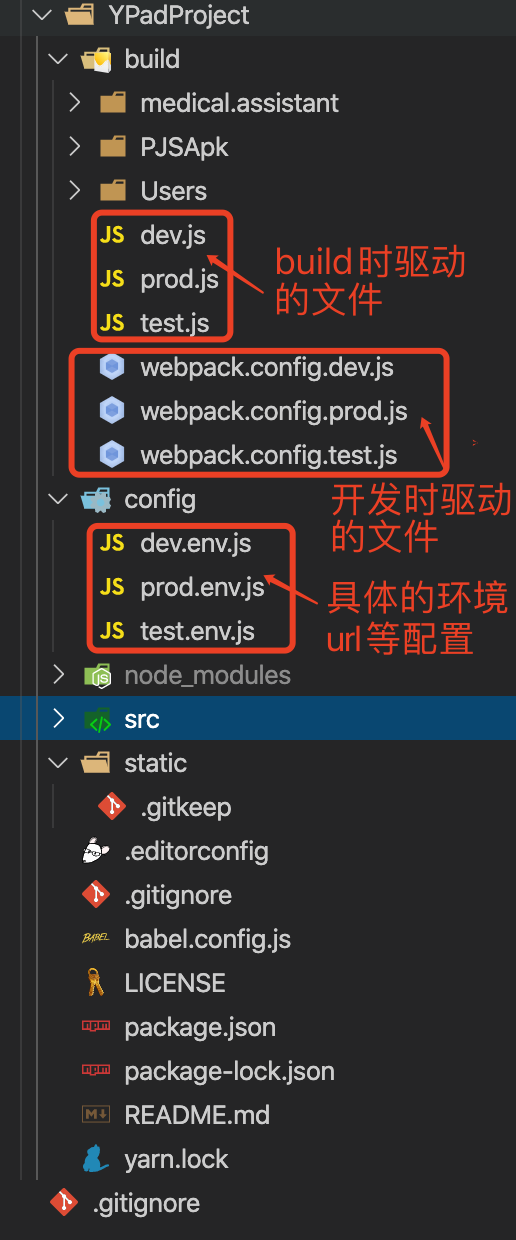 YPadProject
build
medical.assistant
PJSApk
Users
JS dev.js
JS prod.js
JS test.js
build时驱动
的文件
webpack.config.dev.js
webpack.config.prod.js
webpack.config.test.js
开发时驱动
的文件
config
JS dev.env.js
JS prod.env.js
JS test.env.js
具体的环境
url等配置
node_modules
src
static
.gitkeep
.editorconfig
.gitignore
BABEL babel.config.js
LICENSE
npm package.json
npm package-lock.json
M README.md
yarn.lock
.gitignore